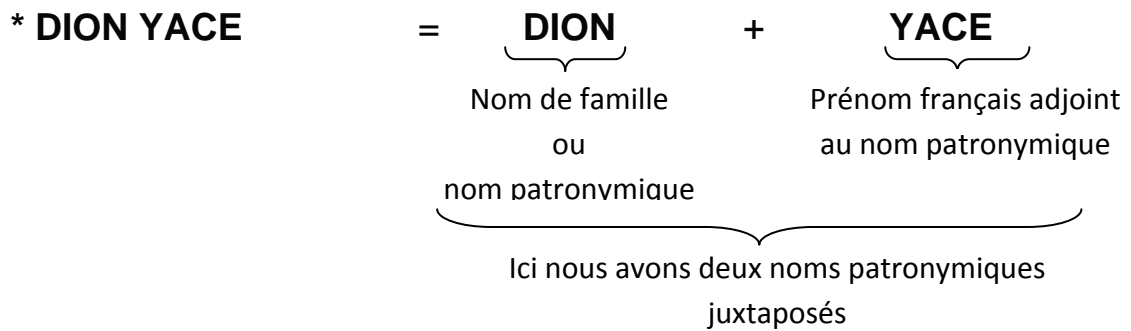 * DION YACE = DION + YACE
Nom de famille Prénom français adjoint
ou au nom patronymique
nom patronymique
Ici nous avons deux noms patronymiques
juxtaposés